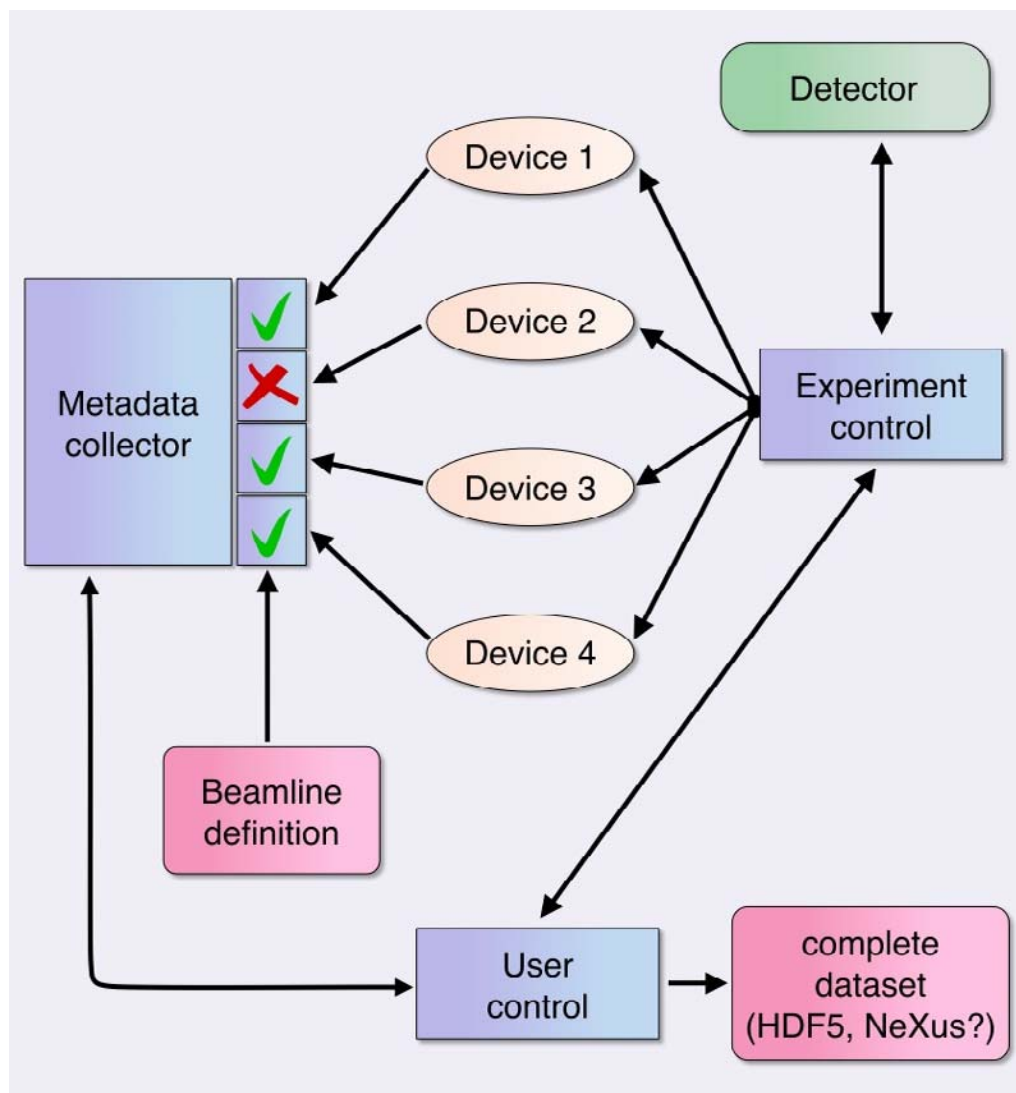 Detector
Device 1
Device 2
Experiment
control
Metadata
collector
Device 3
Device 4
Beamline
definition
User
control
complete
dataset
(HDF5, NeXus?)